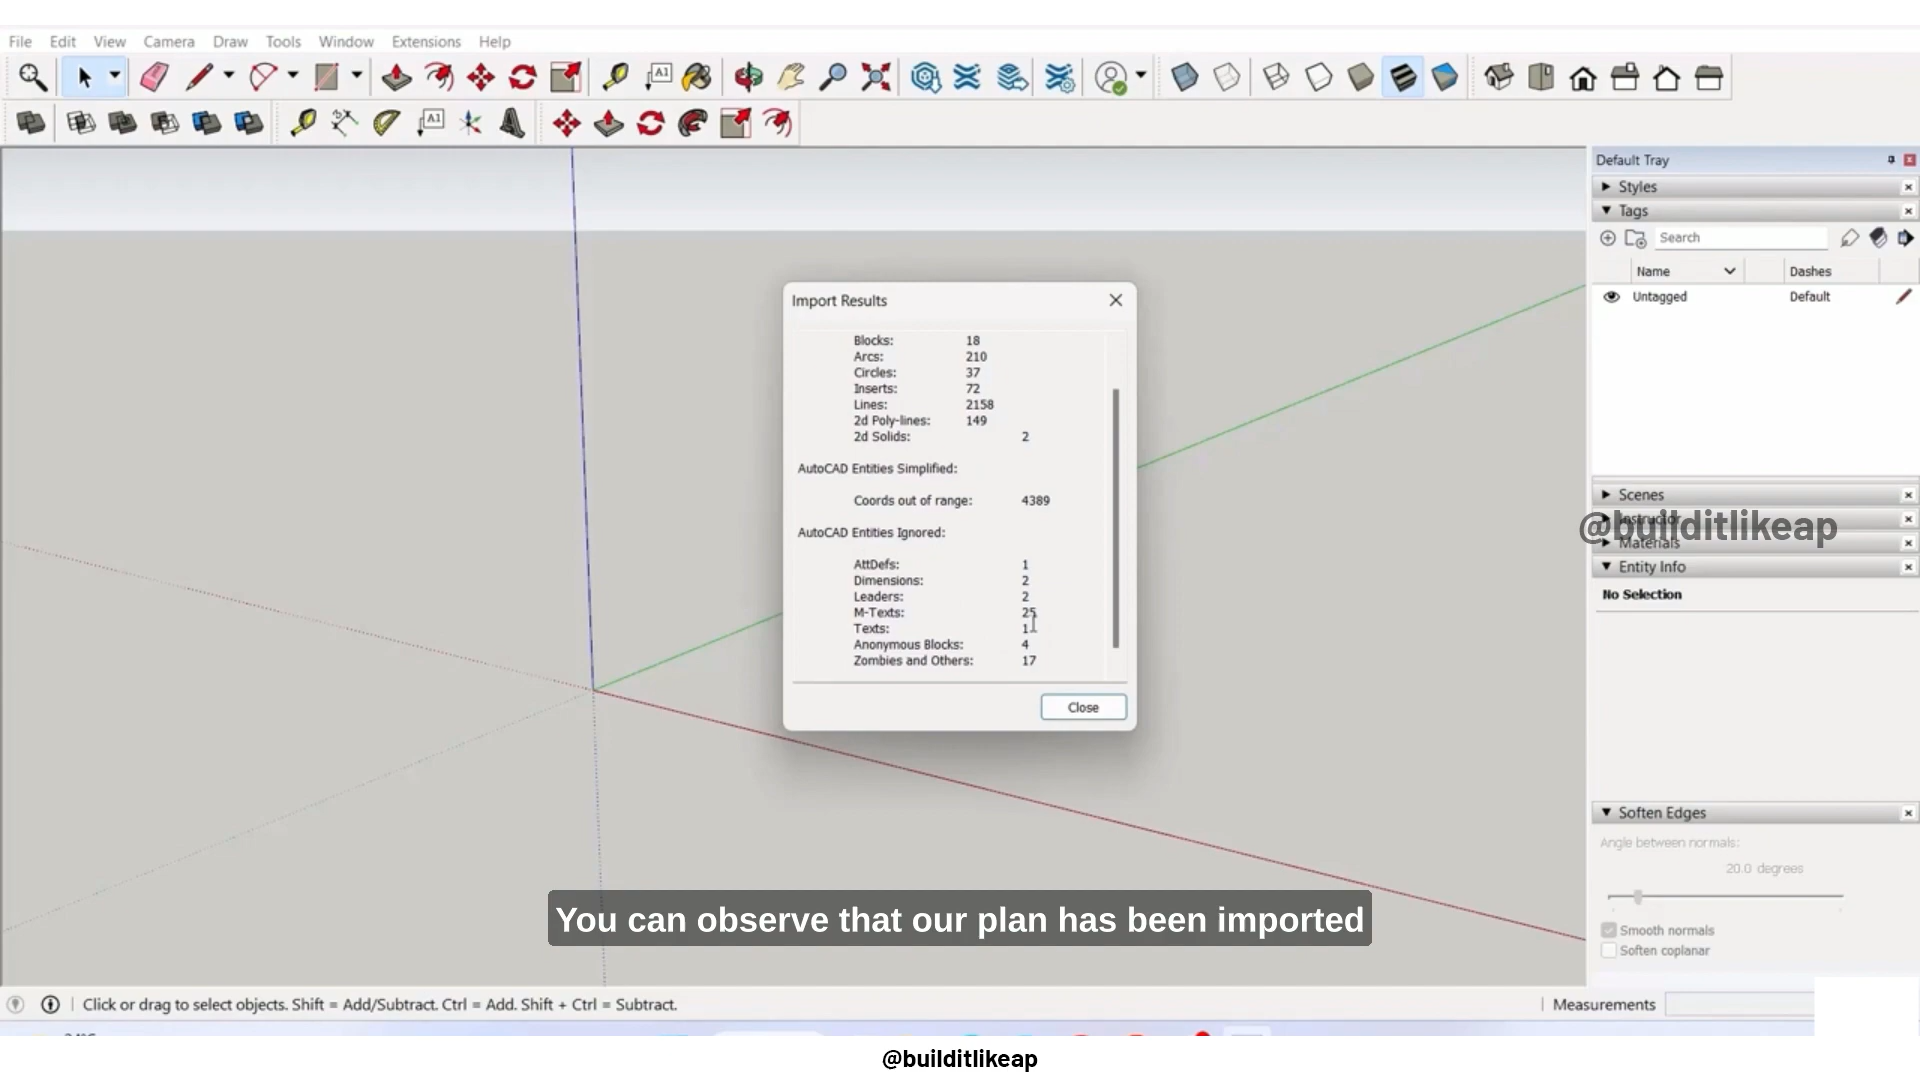 File Edit View Camera Draw Tools Window Extensions Help
A1
A1
Default Tray
Styles
Tags
Search
Name Dashes
Untagged Default
Import Results
Blocks: 18
Arcs: 210
Circles: 37
Inserts: 72
Lines: 2158
2d Poly-lines: 149
2d Solids: 2
AutoCAD Entities Simplified:
Coords out of range: 4389
AutoCAD Entities Ignored:
AttDefs: 1
Dimensions: 2
Leaders: 2
M-Texts: 25
Texts: 1
Anonymous Blocks: 4
Zombies and Others: 17
Close
Scenes
Instructor
@builditlikeap
Materials
Entity Info
No Selection
Soften Edges
Angle between normals:
20.0 degrees
Smooth normals
Soften coplanar
You can observe that our plan has been imported
Click or drag to select objects. Shift = Add/Subtract. Ctrl = Add. Shift + Ctrl = Subtract.
Measurements
@builditlikeap